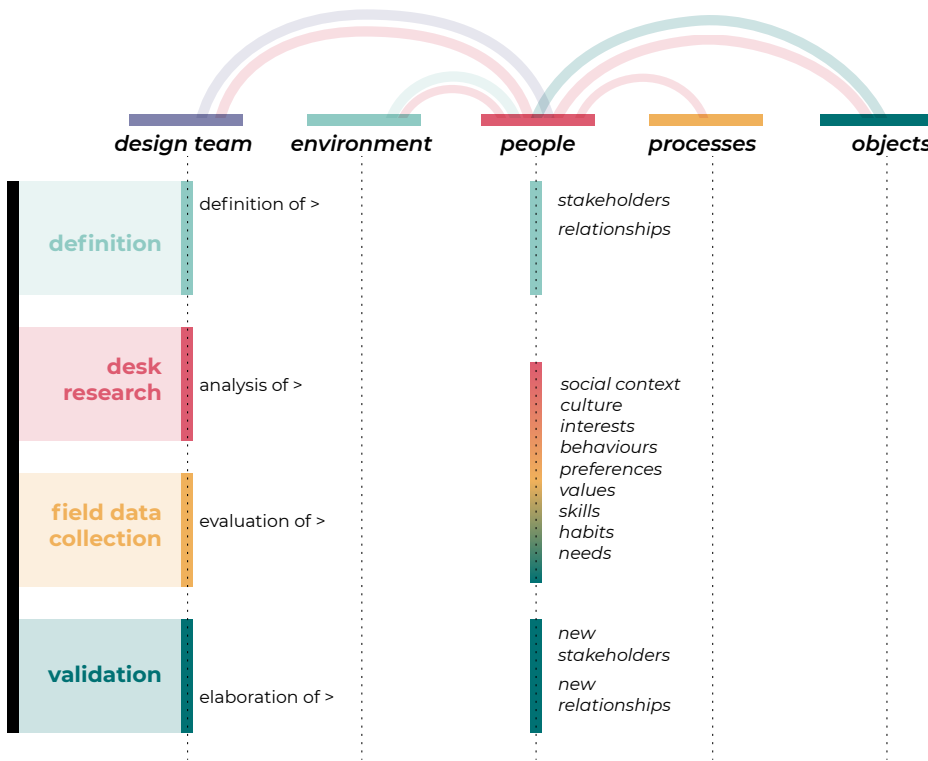 design team
environment
people
processes
objects
definition
definition of >
stakeholders
relationships
desk
research
analysis of >
social context
culture
interests
behaviours
preferences
values
skills
habits
needs
field data
collection
evaluation of >
validation
elaboration of >
new
stakeholders
new
relationships